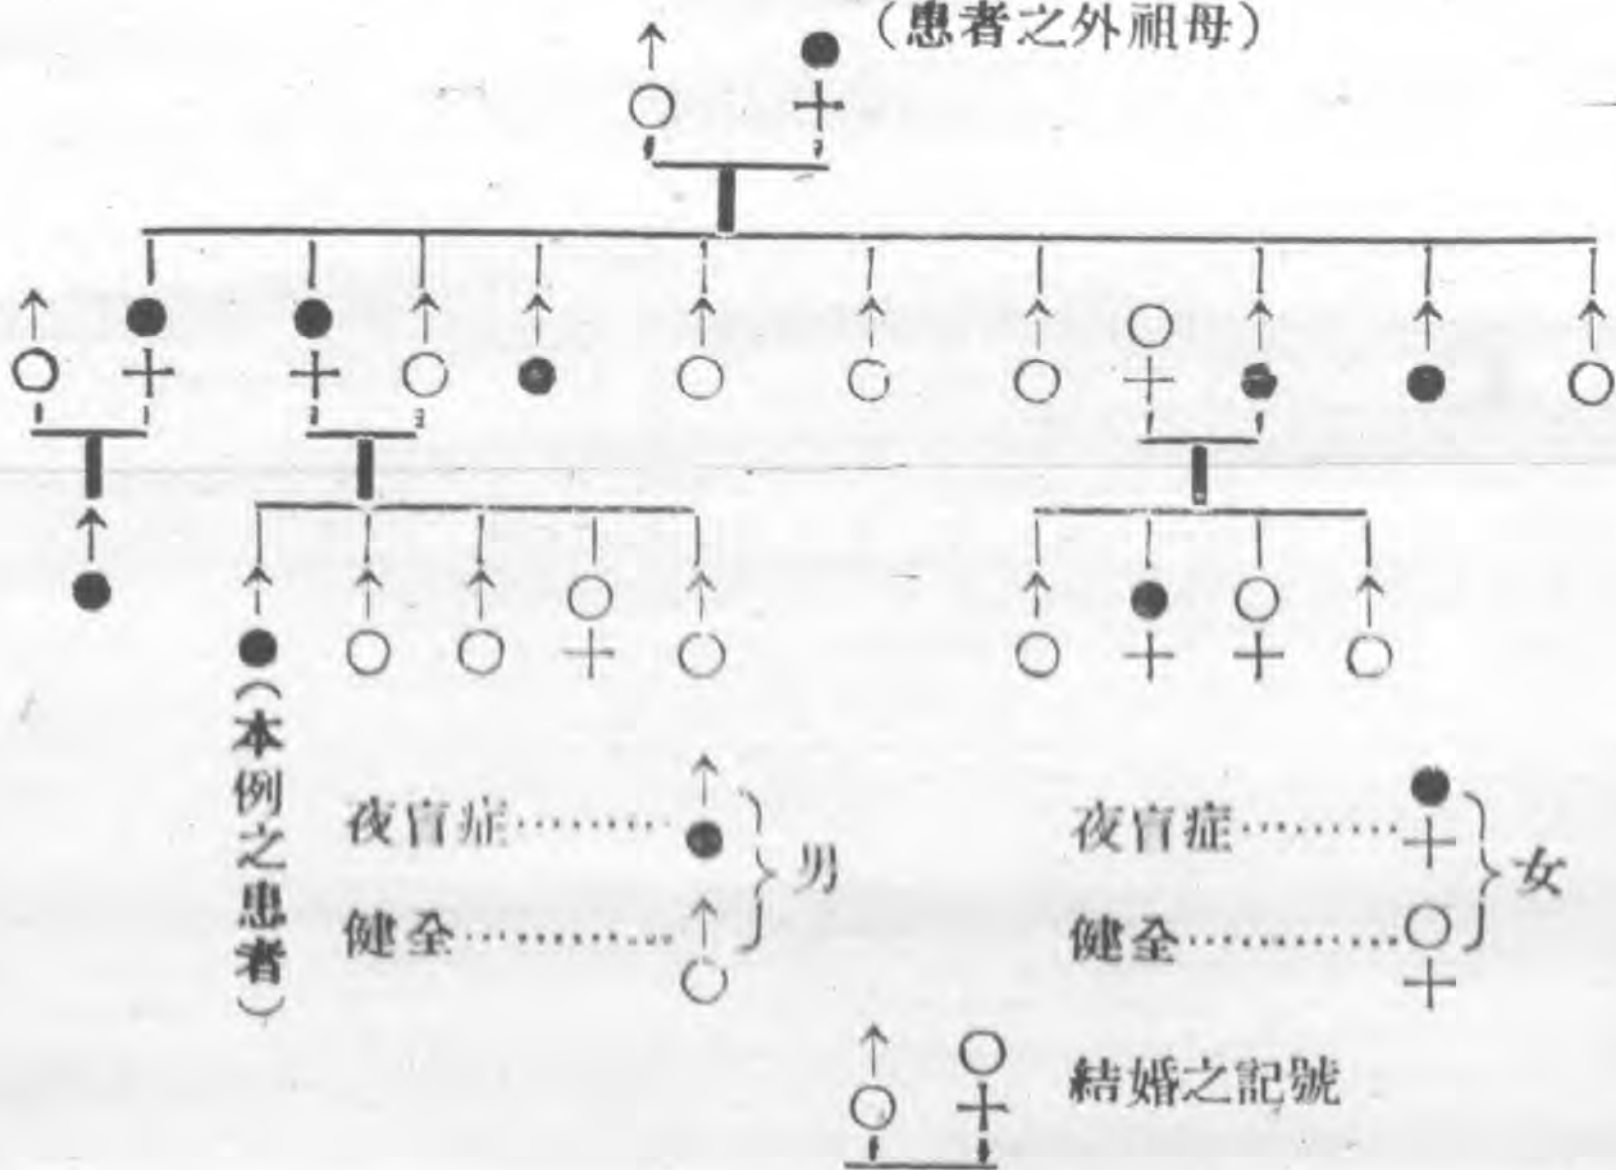 (患者之外祖母)
(本例之患者)
夜盲症
健全
男
夜盲症
健全
女
結婚之記號